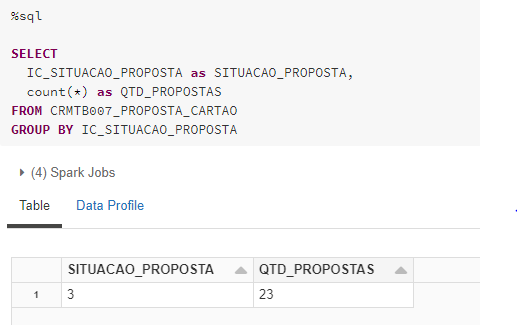 %sql
SELECT
IC_SITUACAO_PROPOSTA as SITUACAO_PROPOSTA,
count(*) as QTD_PROPOSTAS
FROM CRMTB007_PROPOSTA_CARTAO
GROUP BY IC_SITUACAO_PROPOSTA
(4) Spark Jobs
Table Data Profile
SITUACAO_PROPOSTA QTD_PROPOSTAS
1 3 23